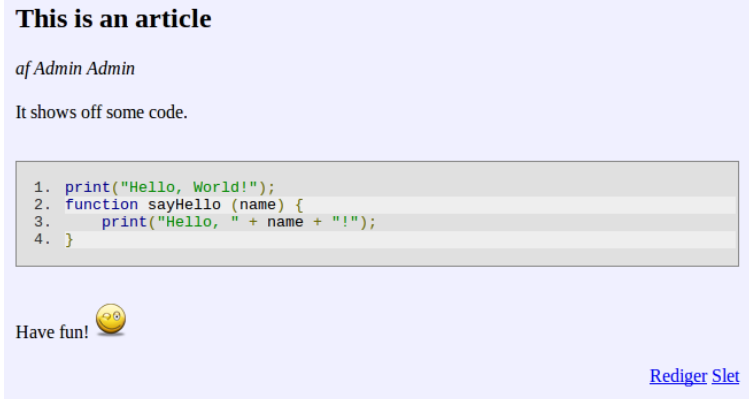 This is an article
af Admin Admin
It shows off some code.
1. print("Hello, World!");
2. function sayHello (name) {
3.     print("Hello, " + name + "!");
4. }
Have fun!
Rediger Slet